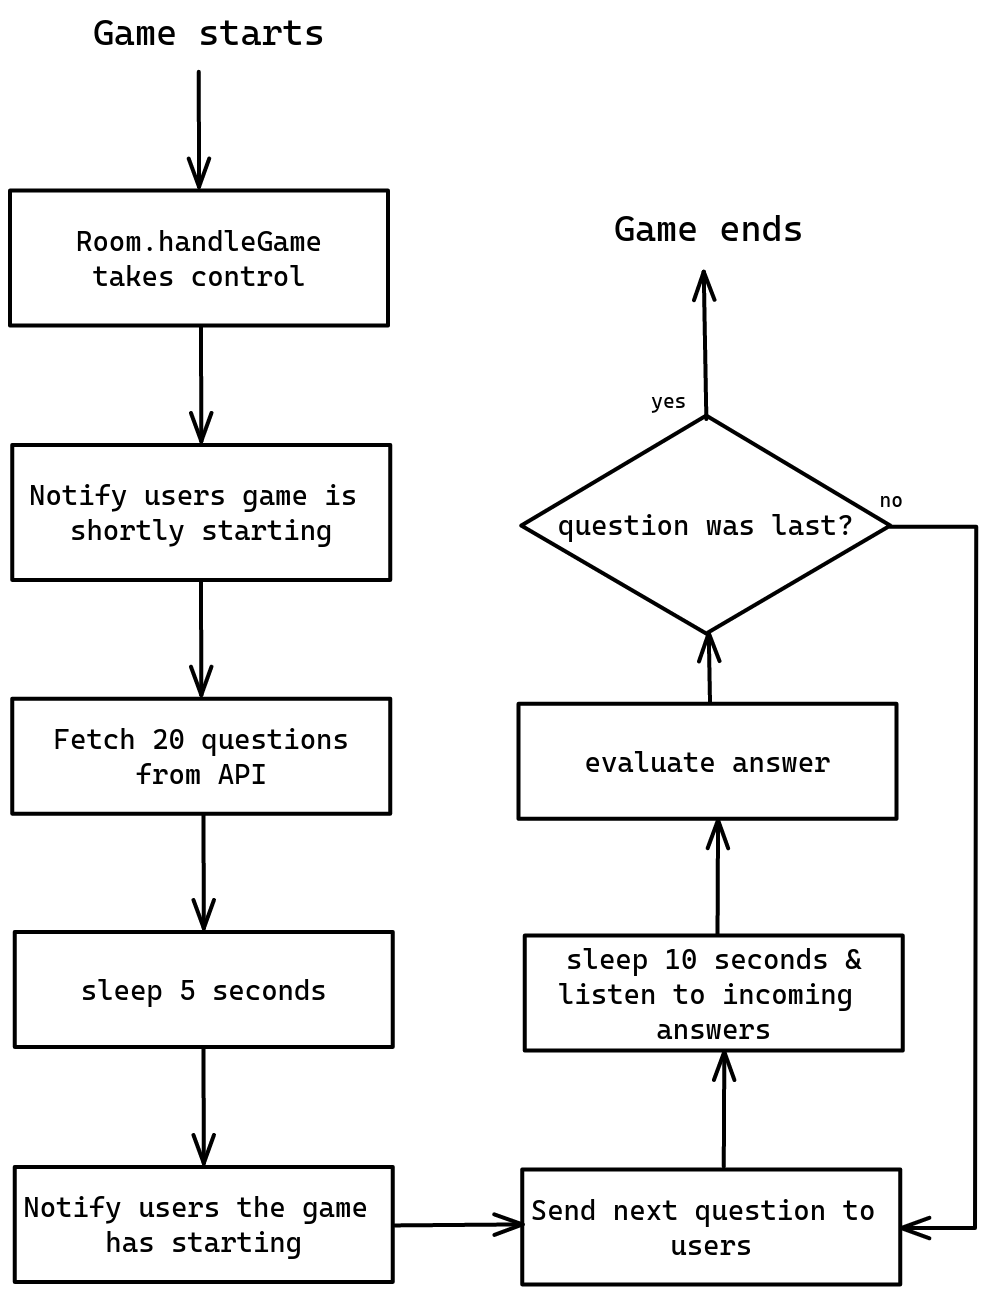 Game starts
Room.handleGame
takes control
Notify users game is
shortly starting
Fetch 20 questions
from API
sleep 5 seconds
Notify users the game
has starting
Send next question to
users
sleep 10 seconds &
listen to incoming
answers
evaluate answer
question was last?
no
yes
Game ends